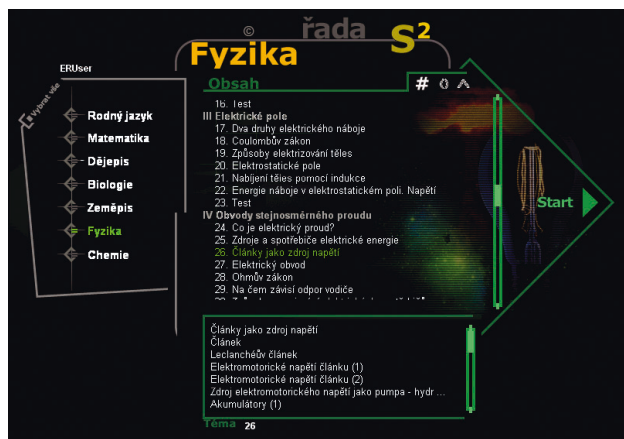 © řada S²
Fyzika
ERUser
Vybrat vše
Rodný jazyk
Matematika
Dějepis
Biologie
Zeměpis
Fyzika
Chemie
Obsah
# () ^
16. Test
III Elektrické pole
17. Dva druhy elektrického náboje
18. Coulombův zákon
19. Způsoby elektrizování těles
20. Elektrostatické pole
21. Nabíjení těles pomocí indukce
22. Energie náboje v elektrostatickém poli. Napětí
23. Test
IV Obvody stejnosměrného proudu
24. Co je elektrický proud?
25. Zdroje a spotřebiče elektrické energie
26. Články jako zdroj napětí
27. Elektrický obvod
28. Ohmův zákon
29. Na čem závisí odpor vodiče
Start
Články jako zdroj napětí
Článek
Leclanchéův článek
Elektromotorické napětí článku (1)
Elektromotorické napětí článku (2)
Zdroj elektromotorického napětí jako pumpa - hydr ...
Akumulátory (1)
Téma 26